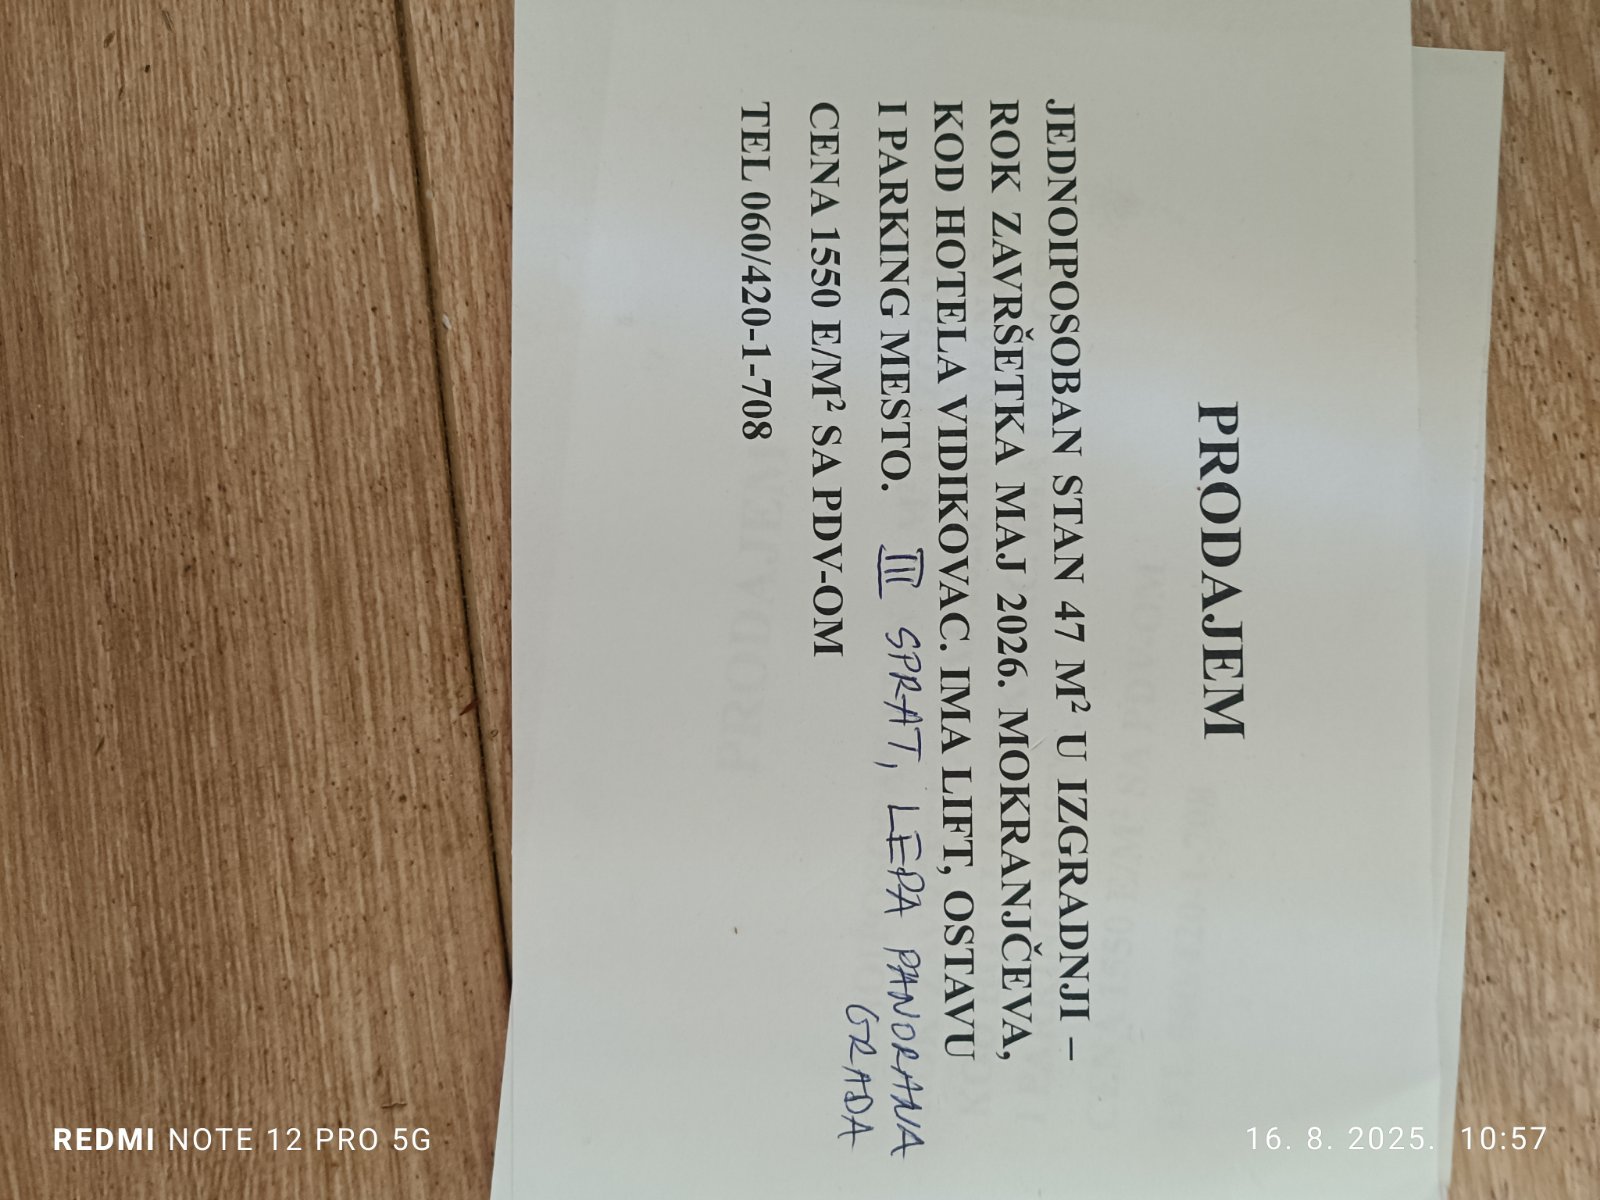 PRODAJEM
JEDNOIPOSOBAN STAN 47 M² U IZGRADNJI –
ROK ZAVRŠETKA MAJ 2026. MOKRANJČEVA,
KOD HOTELA VIDIKOVAC. IMA LIFT, OSTAVU
I PARKING MESTO. III SPRAT, LEPA PANORAMA
GRADA
CENA 1550 E/M² SA PDV-OM
TEL 060/420-1-708
REDMI NOTE 12 PRO 5G
16. 8. 2025. 10:57